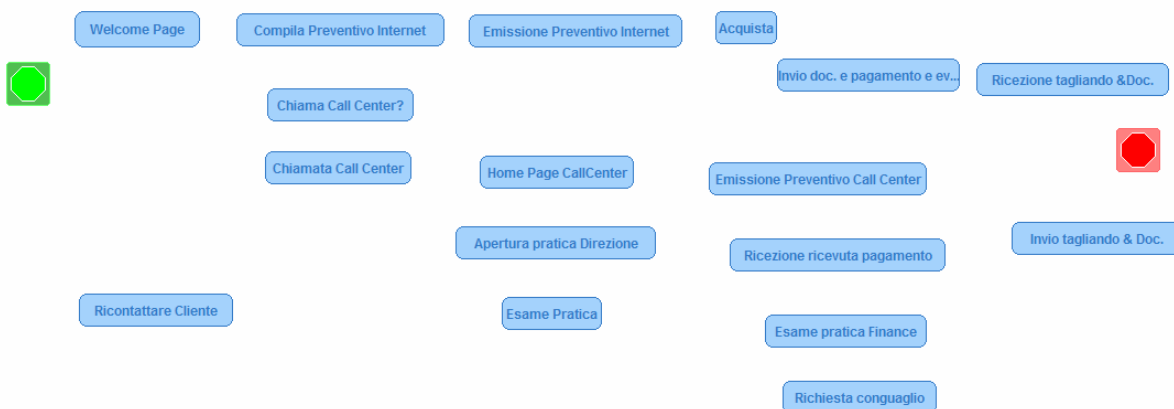 Welcome Page
Compila Preventivo Internet
Emissione Preventivo Internet
Acquista
Invio doc. e pagamento e ev...
Ricezione tagliando &Doc.
Chiama Call Center?
Chiamata Call Center
Home Page CallCenter
Emissione Preventivo Call Center
Apertura pratica Direzione
Ricezione ricevuta pagamento
Invio tagliando & Doc.
Ricontattare Cliente
Esame Pratica
Esame pratica Finance
Richiesta conguaglio